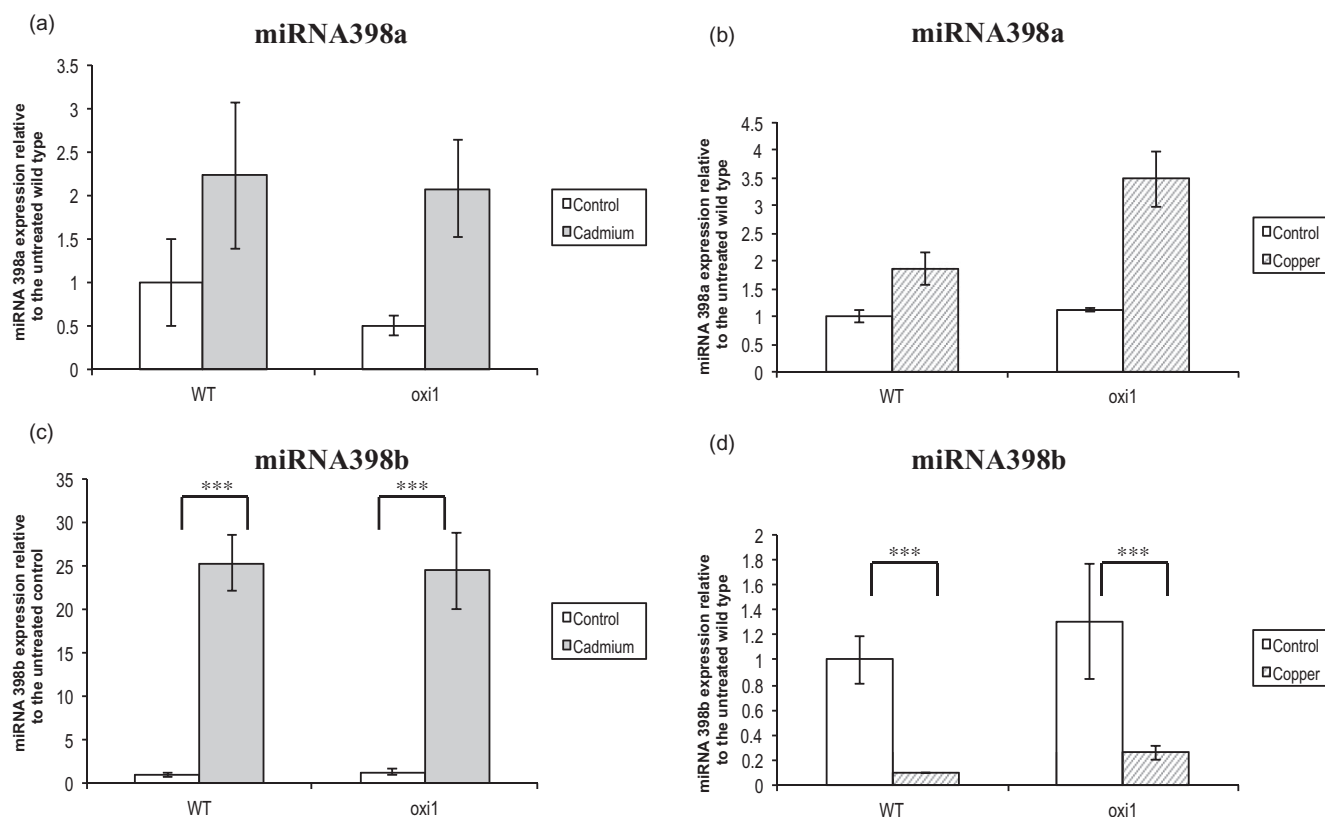 (a)
miRNA398a
3.5
3
2.5
2
1.5
1
0.5
0
miRNA 398a expression relative
to the untreated wild type
WT
oxi1
Control
Cadmium
(b)
miRNA398a
4.5
4
3.5
3
2.5
2
1.5
1
0.5
0
miRNA 398a expression relative
to the untreated wild type
WT
oxi1
Control
Copper
(c)
miRNA398b
35
30
25
20
15
10
5
0
miRNA 398b expression relative
to the untreated control
***
***
WT
oxi1
Control
Cadmium
(d)
miRNA398b
2
1.8
1.6
1.4
1.2
1
0.8
0.6
0.4
0.2
0
miRNA 398b expression relative
to the untreated wild type
***
***
WT
oxi1
Control
Copper